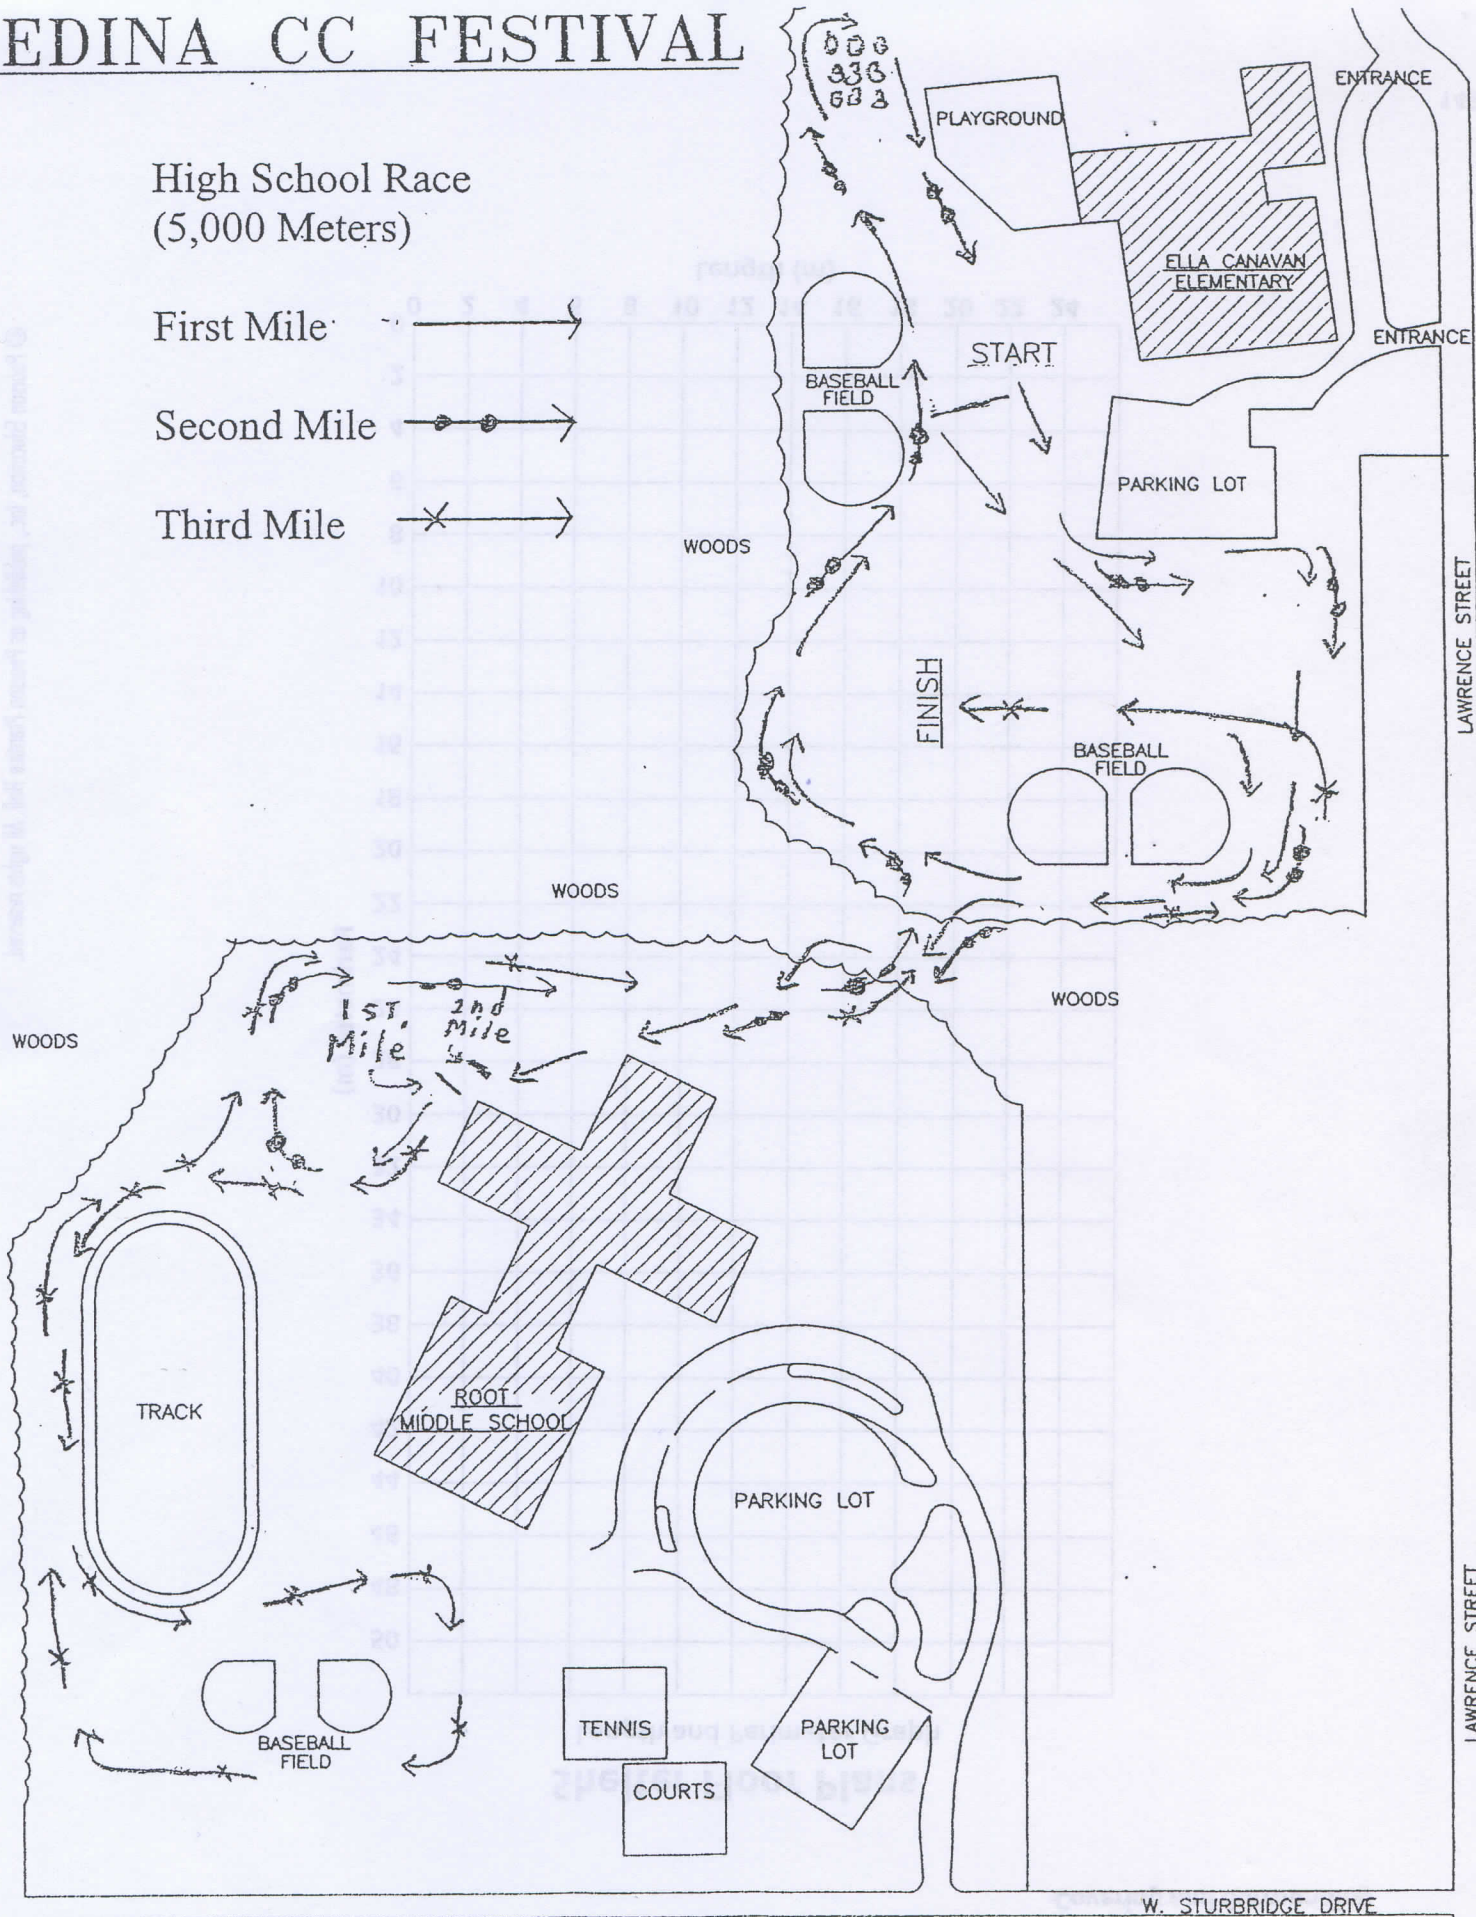 EDINA CC FESTIVAL
High School Race
(5,000 Meters)
First Mile
Second Mile
Third Mile
PLAYGROUND
ENTRANCE
ELLA CANAVAN
ELEMENTARY
ENTRANCE
START
BASEBALL
FIELD
PARKING LOT
WOODS
LAWRENCE STREET
FINISH
BASEBALL
FIELD
WOODS
WOODS
WOODS
1 ST.
Mile
2nd
Mile
TRACK
ROOT
MIDDLE SCHOOL
PARKING LOT
LAWRENCE STREET
BASEBALL
FIELD
TENNIS
COURTS
PARKING
LOT
W. STURBRIDGE DRIVE